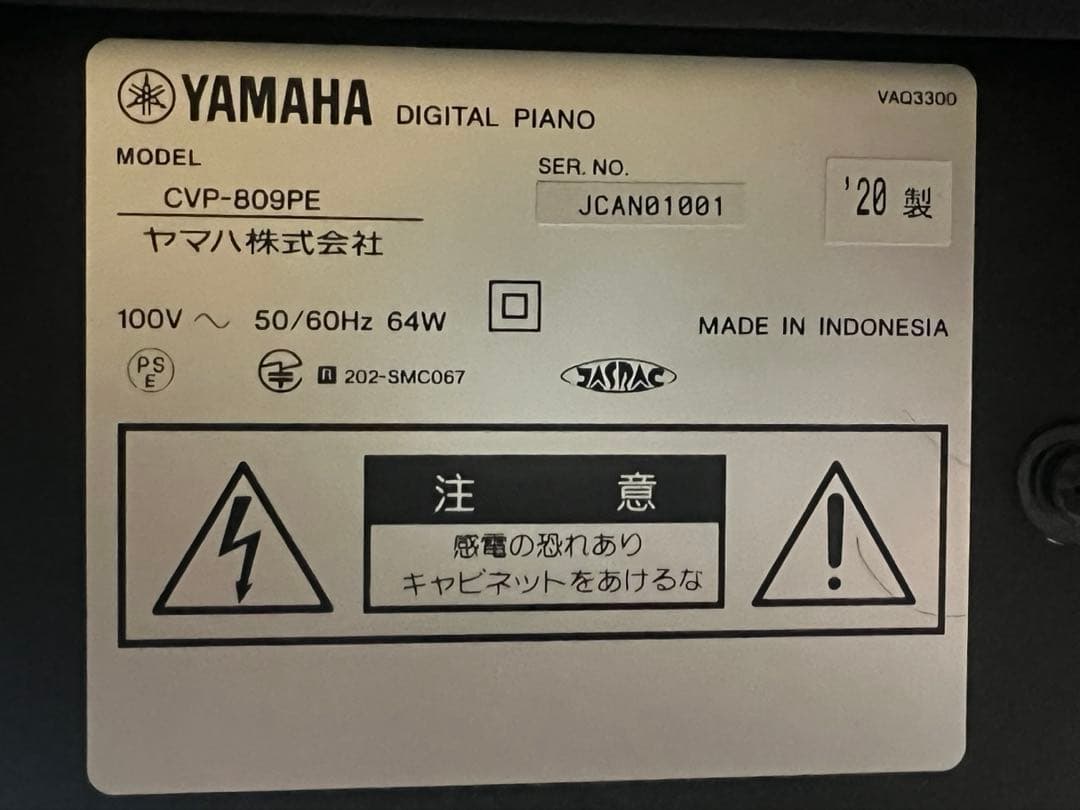 YAMAHA DIGITAL PIANO
VAQ3300
MODEL
CVP-809PE
SER. NO.
JCAN01001
'20 製
ヤマハ株式会社
100V ～ 50/60Hz 64W
MADE IN INDONESIA
PS
E
R 202-SMC067
JASRAC
注 意
感電の恐れあり
キャビネットをあけるな